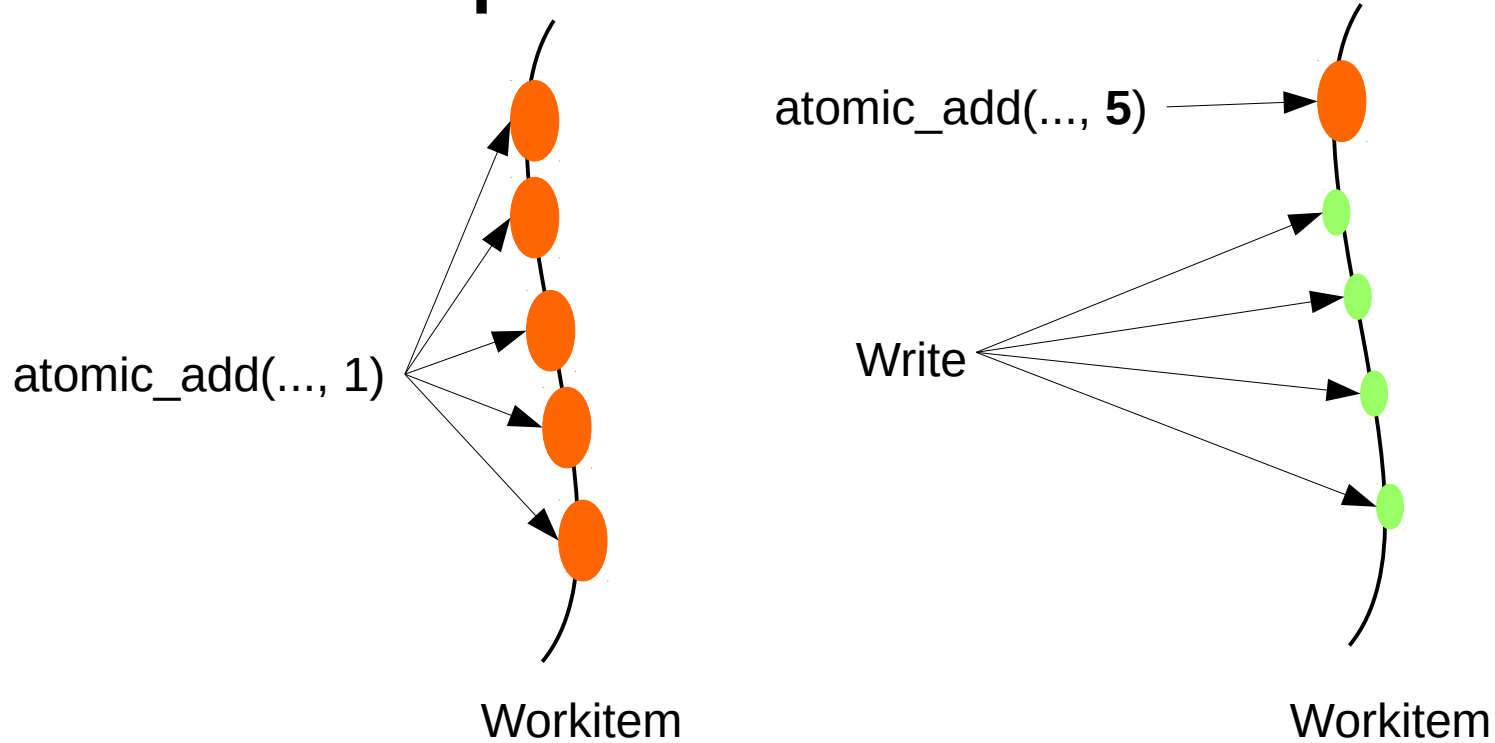 atomic_add(..., 1)
Workitem
atomic_add(..., 5)
Write
Workitem